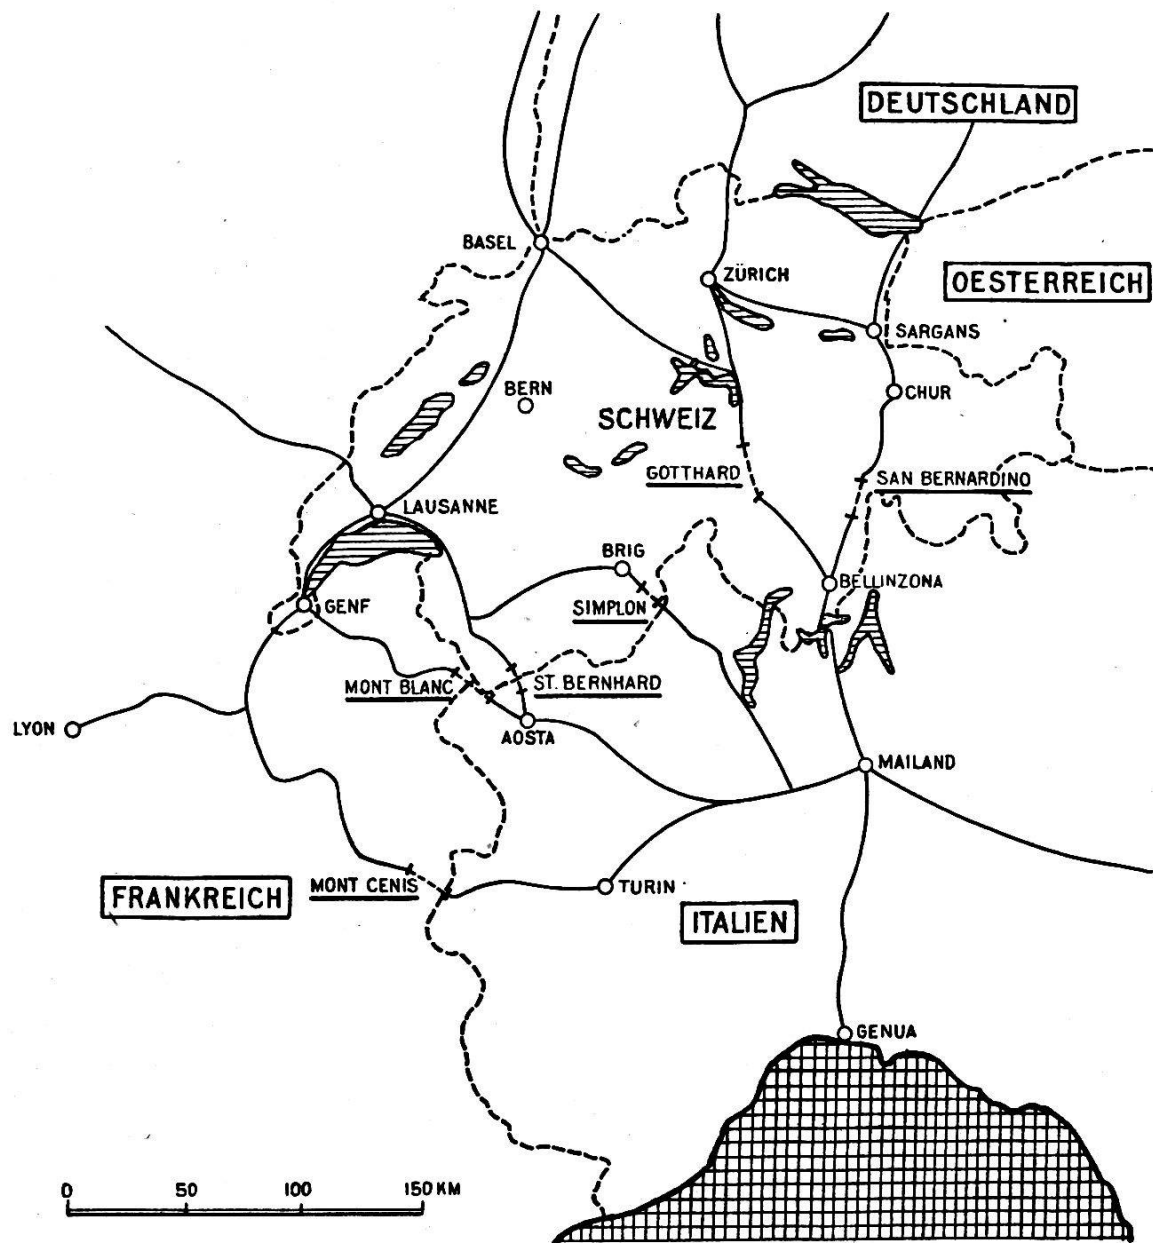 DEUTSCHLAND
BASEL
ZÜRICH
OESTERREICH
SARGANS
BERN
CHUR
SCHWEIZ
GOTTHARD
SAN BERNARDINO
LAUSANNE
BRIG
BELLINZONA
GENF
SIMPLON
MONT BLANC
ST. BERNHARD
LYON
AOSTA
MAILAND
FRANKREICH
MONT CENIS
TURIN
ITALIEN
GENUA
0 50 100 150 KM